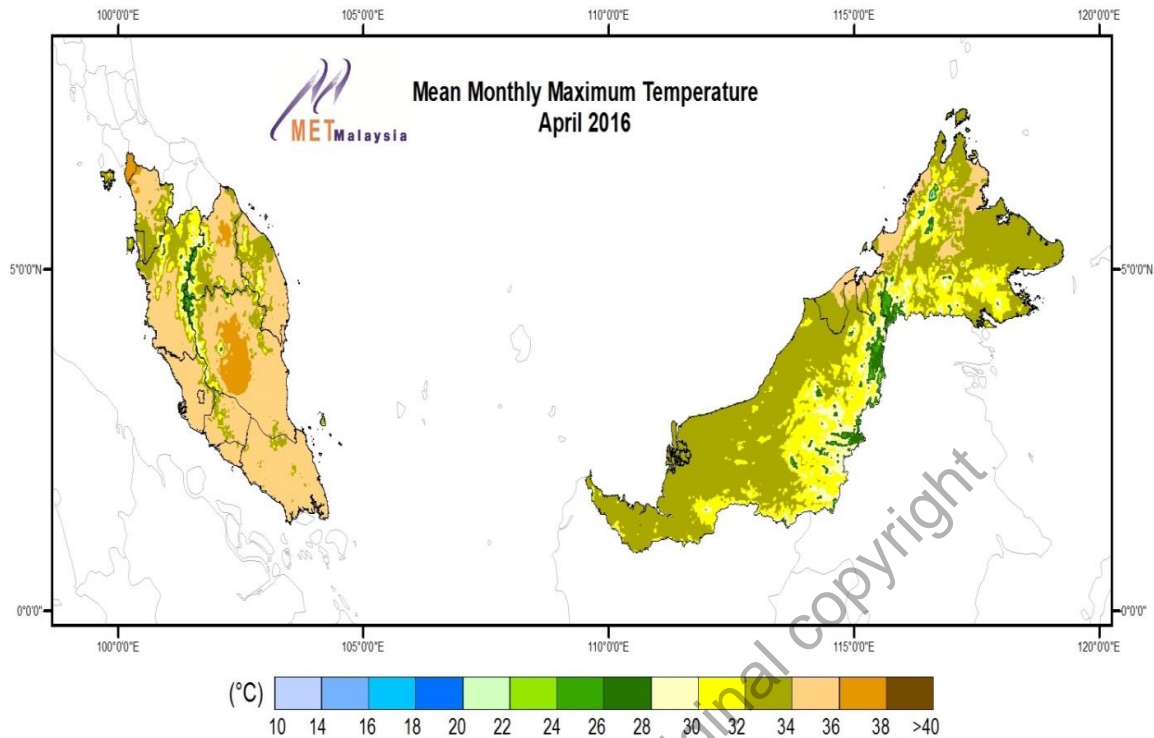 100°0'0"E 105°0'0"E 110°0'0"E 115°0'0"E 120°0'0"E
Mean Monthly Maximum Temperature
April 2016
METMalaysia
5°0'0"N 5°0'0"N
0°0'0" 0°0'0"
100°0'0"E 105°0'0"E 110°0'0"E 115°0'0"E 120°0'0"E
(°C)
10 14 16 18 20 22 24 26 28 30 32 34 36 38 >40
inal copyright